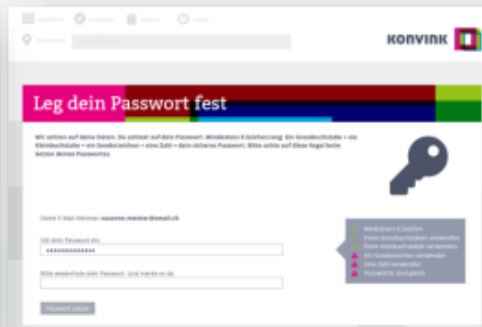 KONVINK
Leg dein Passwort fest
Wir achten auf deine Daten. Du achtest auf dein Passwort: Mindestens 8 Zeichen lang: Ein Grossbuchstabe + ein
Kleinbuchstabe + ein Sonderzeichen + eine Zahl = dein sicheres Passwort. Bitte achte auf diese Regel beim
Setzen deines Passwortes.
Deine E-Mail Adresse: susanne.meister@email.ch
Gib dein Passwort ein.
Mindestens 8 Zeichen
Einen Grossbuchstaben verwenden
Einen Kleinbuchstaben verwenden
Ein Sonderzeichen verwenden
Eine Zahl verwenden
Passwörter sind gleich
Bitte wiederhole dein Passwort. Und merke es dir.
Passwort setzen